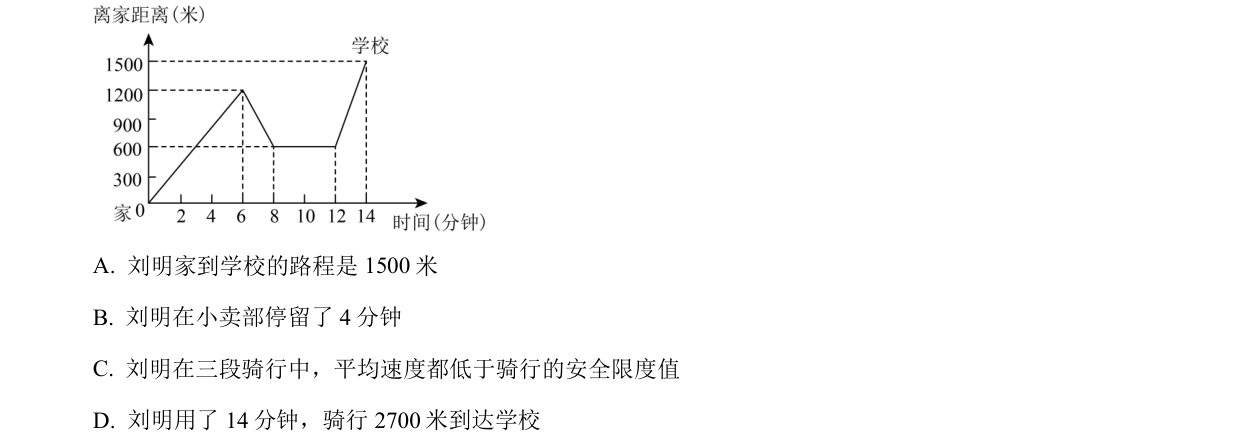 离家距离(米)
学校
1500
1200
900
600
300
家 0 2 4 6 8 10 12 14 时间(分钟)
A. 刘明家到学校的路程是 1500 米
B. 刘明在小卖部停留了 4 分钟
C. 刘明在三段骑行中，平均速度都低于骑行的安全限度值
D. 刘明用了 14 分钟，骑行 2700 米到达学校